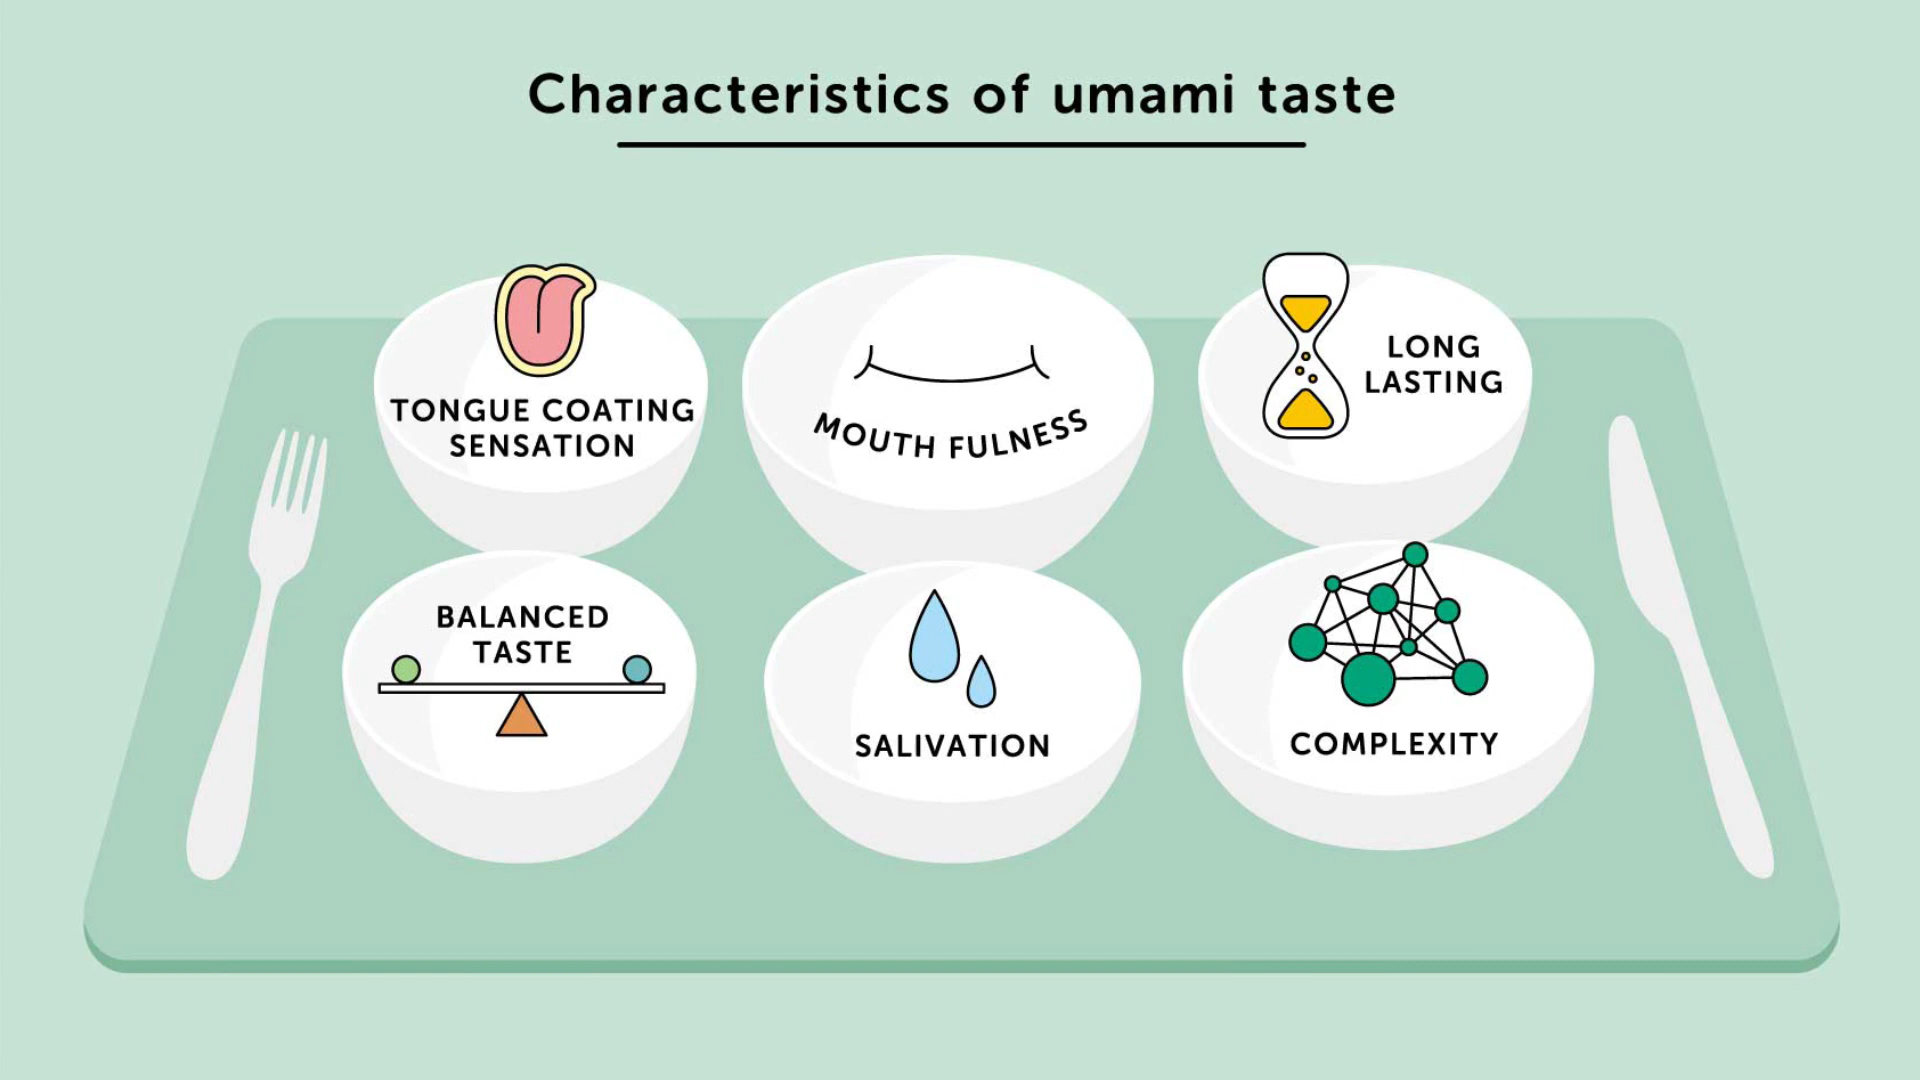 Characteristics of umami taste
TONGUE COATING
SENSATION
MOUTH FULNESS
LONG
LASTING
BALANCED
TASTE
SALIVATION
COMPLEXITY